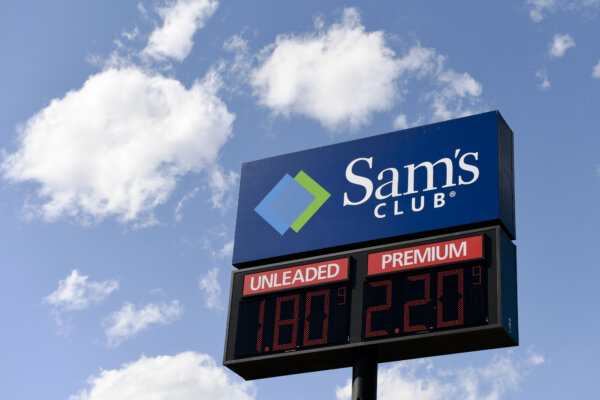 Sam's
CLUB®
UNLEADED
PREMIUM
1.80 9
2.20 9